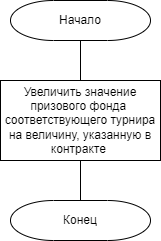 Начало
Увеличить значение
призового фонда
соответствующего турнира
на величину, указанную в
контракте
Конец